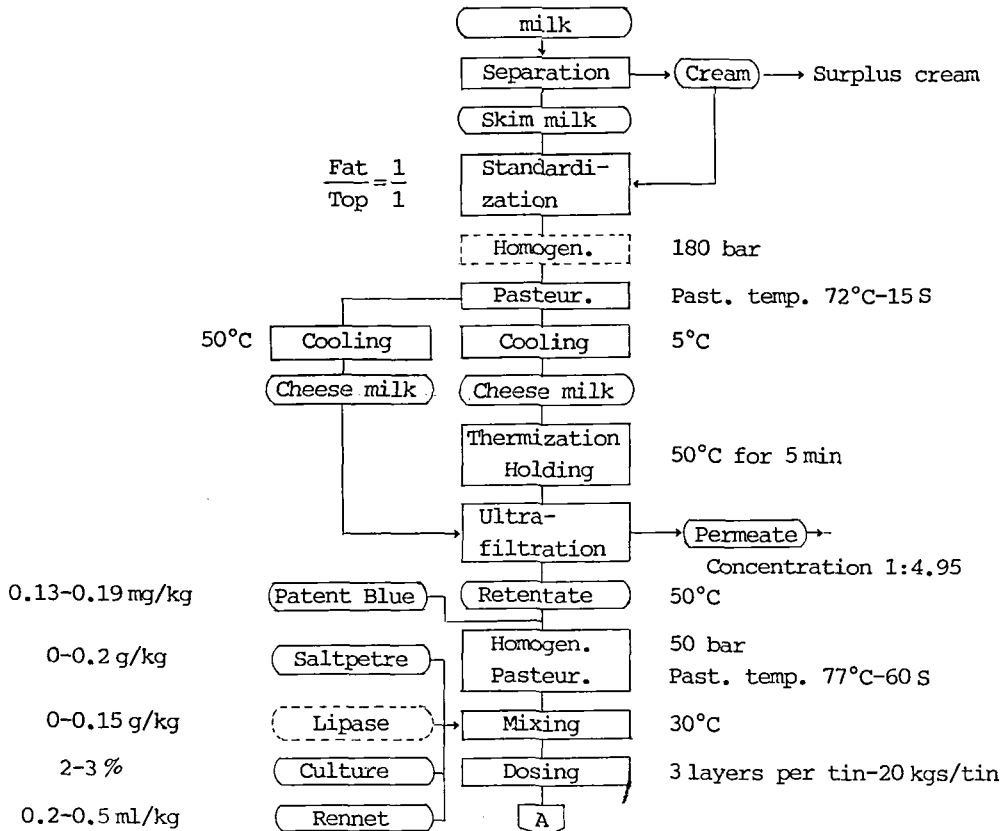 milk
Separation
Cream
Surplus cream
Skim milk
Fat
Top
=
1
1
Standardi-
zation
Homogen.
180 bar
Pasteur.
Past. temp. 72°C-15 S
50°C
Cooling
Cooling
5°C
Cheese milk
Cheese milk
Thermization
Holding
50°C for 5 min
Ultra-
filtration
Permeate
Concentration 1:4.95
0.13-0.19 mg/kg
Patent Blue
Retentate
50°C
Homogen.
Pasteur.
50 bar
Past. temp. 77°C-60 S
0-0.2 g/kg
Saltpetre
0-0.15 g/kg
Lipase
Mixing
30°C
2-3 %
Culture
Dosing
3 layers per tin-20 kgs/tin
0.2-0.5 ml/kg
Rennet
A